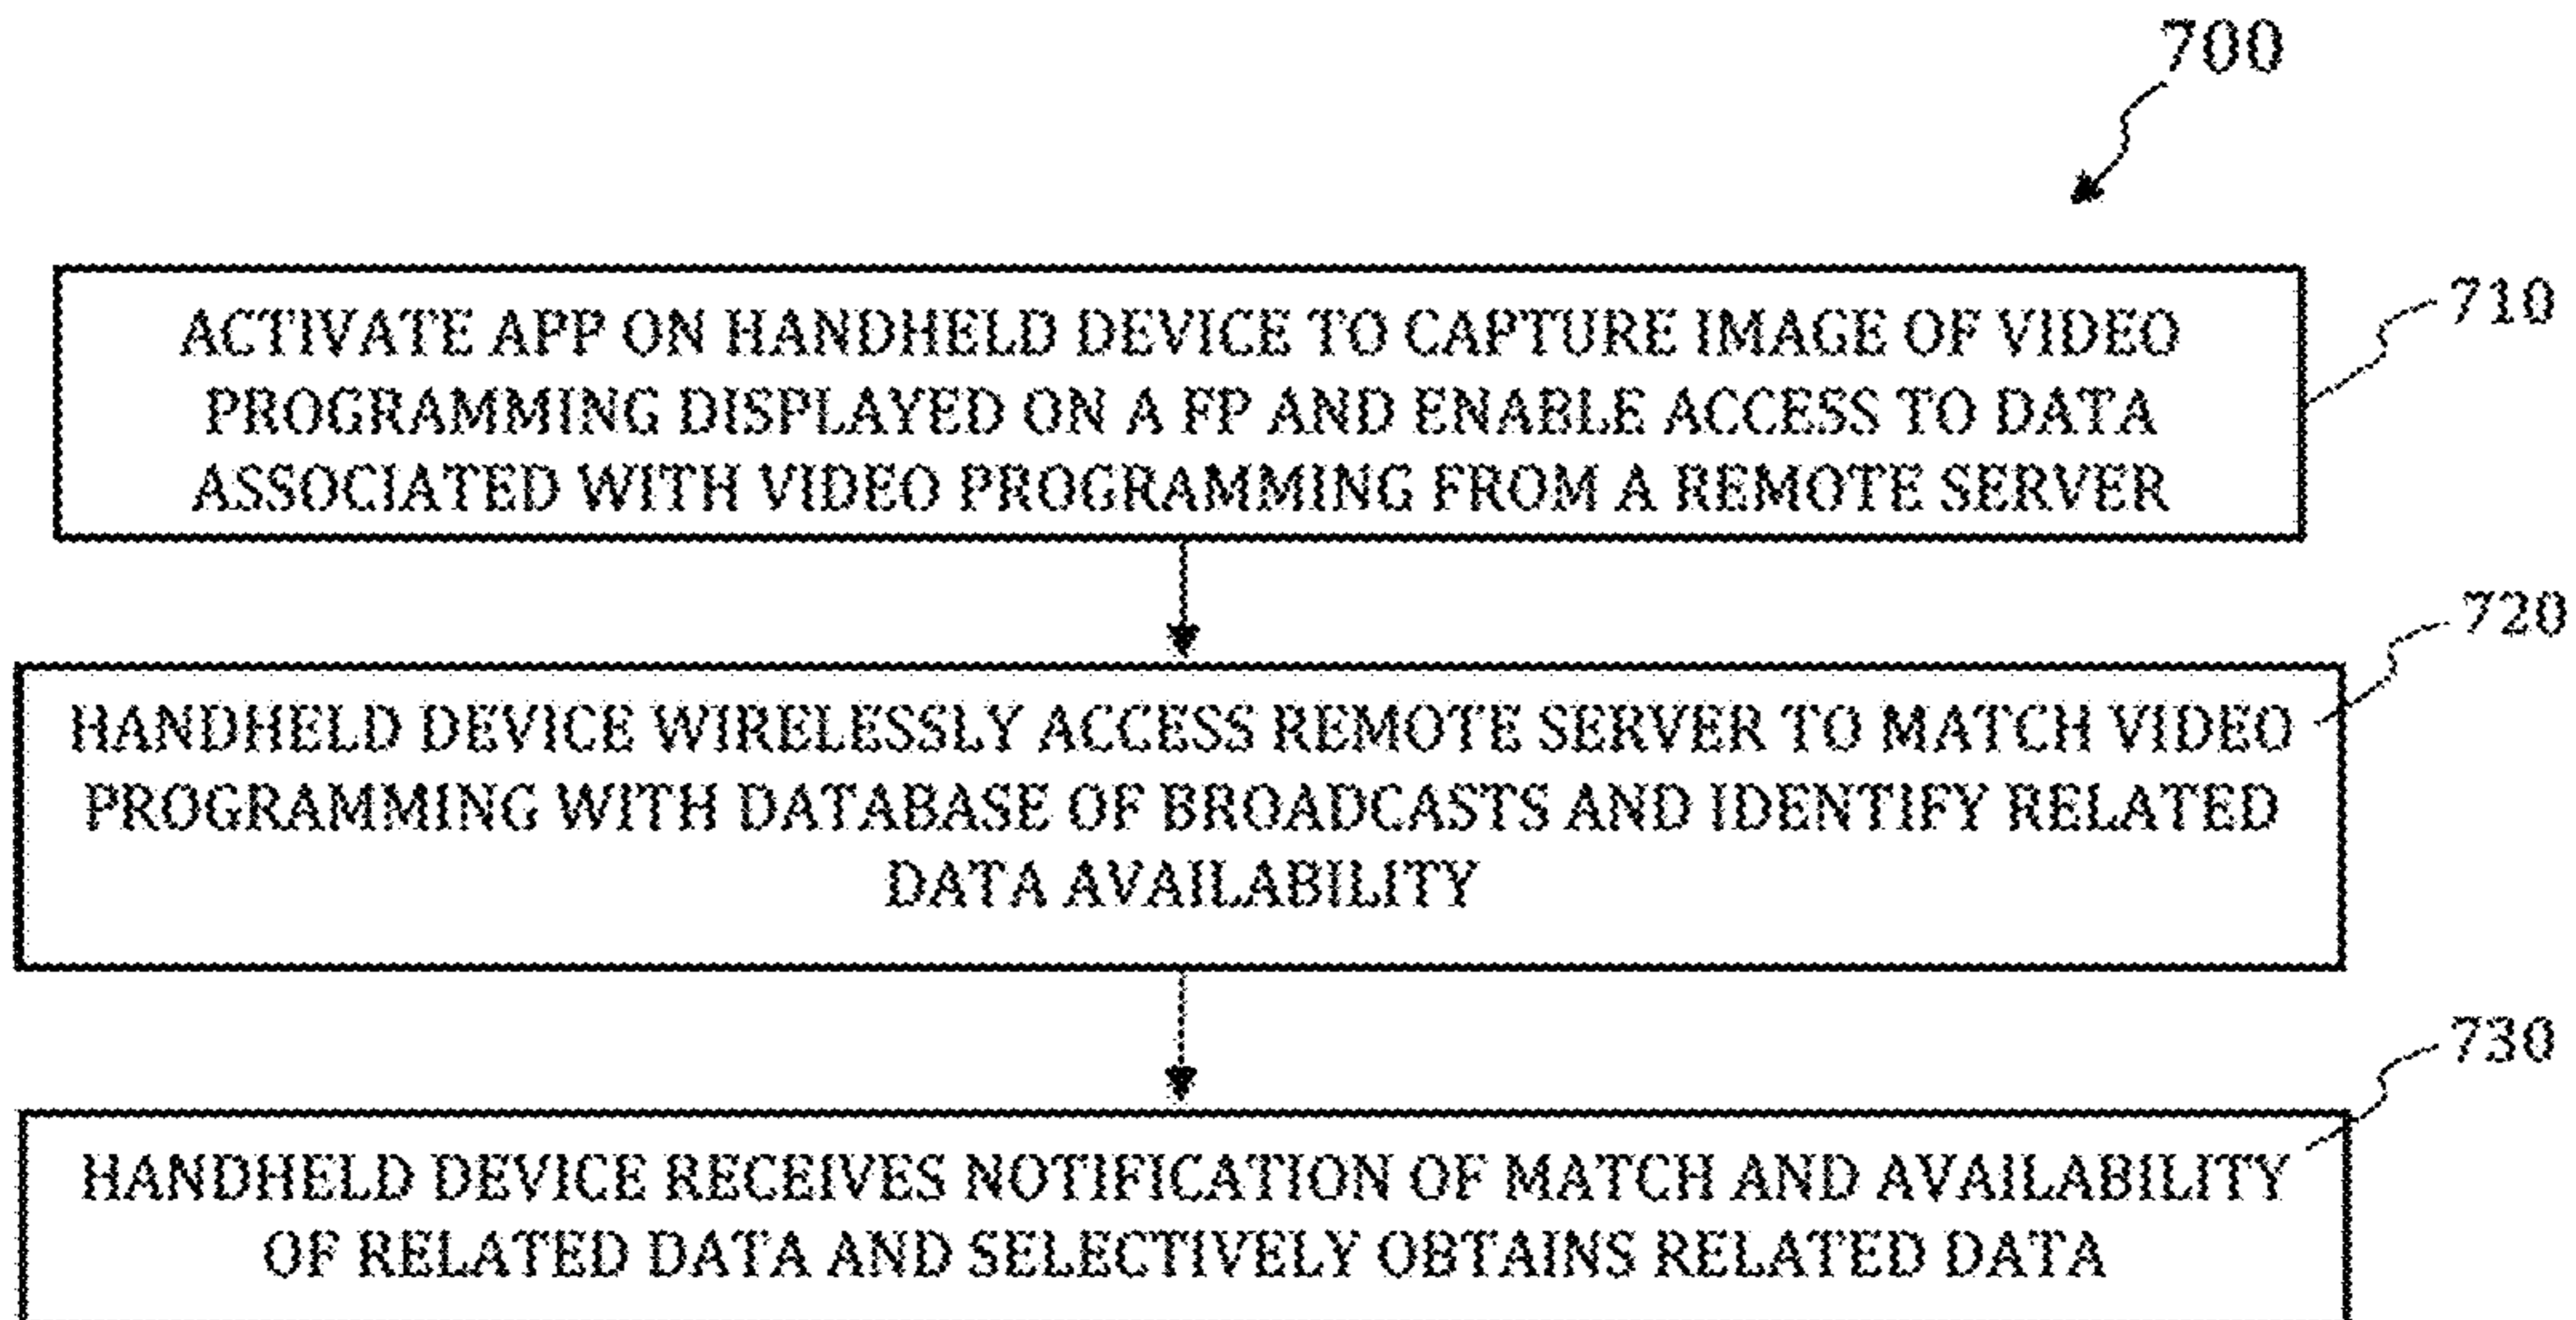 700
ACTIVATE APP ON HANDHELD DEVICE TO CAPTURE IMAGE OF VIDEO
PROGRAMMING DISPLAYED ON A FP AND ENABLE ACCESS TO DATA
ASSOCIATED WITH VIDEO PROGRAMMING FROM A REMOTE SERVER
710
HANDHELD DEVICE WIRELESSLY ACCESS REMOTE SERVER TO MATCH VIDEO
PROGRAMMING WITH DATABASE OF BROADCASTS AND IDENTIFY RELATED
DATA AVAILABILITY
720
HANDHELD DEVICE RECEIVES NOTIFICATION OF MATCH AND AVAILABILITY
OF RELATED DATA AND SELECTIVELY OBTAINS RELATED DATA
730